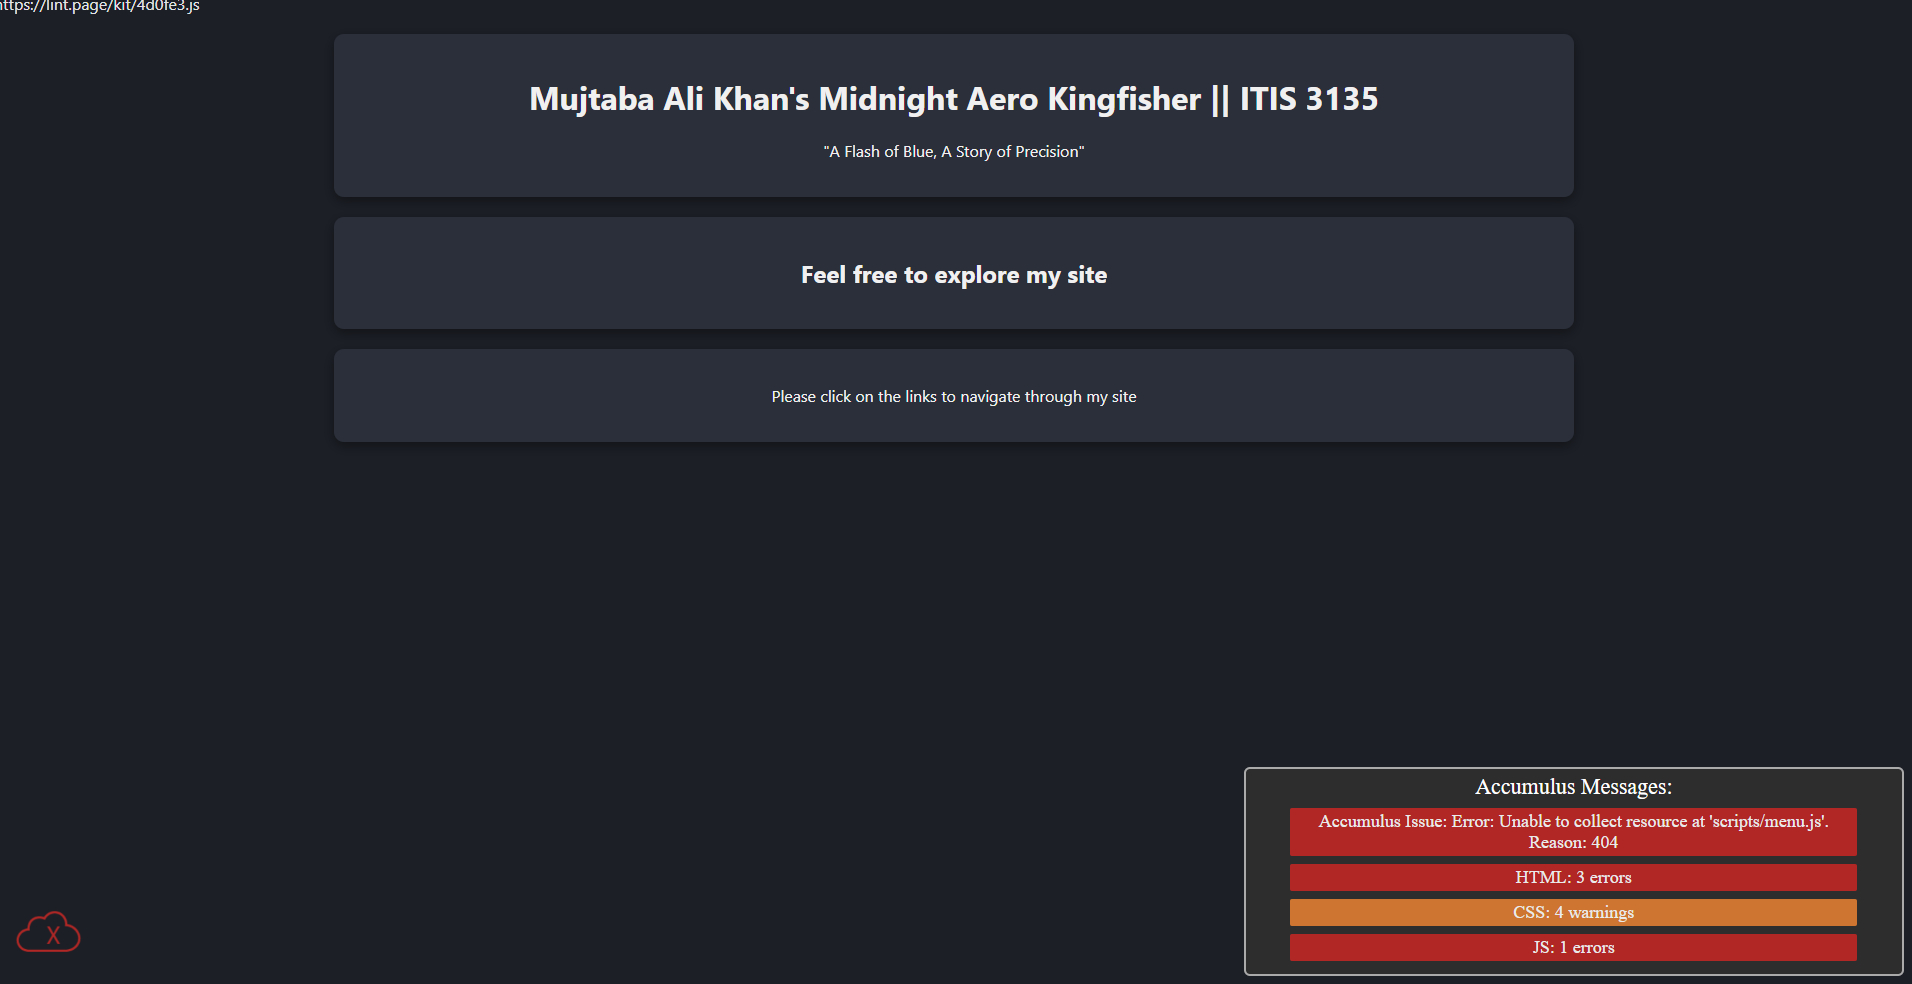 https://lint.page/kit/4d0fe3.js
Mujtaba Ali Khan's Midnight Aero Kingfisher || ITIS 3135
"A Flash of Blue, A Story of Precision"
Feel free to explore my site
Please click on the links to navigate through my site
Accumulus Messages:
Accumulus Issue: Error: Unable to collect resource at 'scripts/menu.js'.
Reason: 404
HTML: 3 errors
CSS: 4 warnings
JS: 1 errors
X